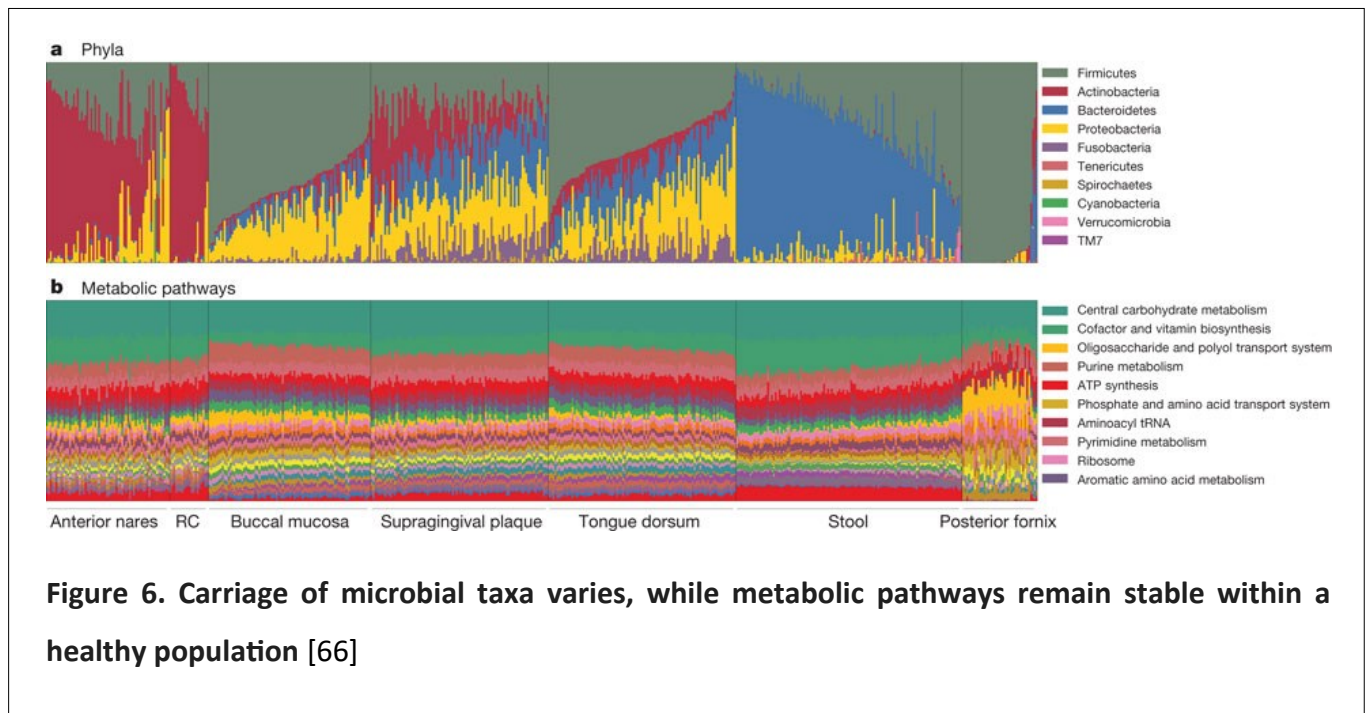 a Phyla
Firmicutes
Actinobacteria
Bacteroidetes
Proteobacteria
Fusobacteria
Tenericutes
Spirochaetes
Cyanobacteria
Verrucomicrobia
TM7
b Metabolic pathways
Central carbohydrate metabolism
Cofactor and vitamin biosynthesis
Oligosaccharide and polyol transport system
Purine metabolism
ATP synthesis
Phosphate and amino acid transport system
Aminoacyl tRNA
Pyrimidine metabolism
Ribosome
Aromatic amino acid metabolism
Anterior nares RC Buccal mucosa Supragingival plaque Tongue dorsum Stool Posterior fornix
Figure 6. Carriage of microbial taxa varies, while metabolic pathways remain stable within a
healthy population [66]